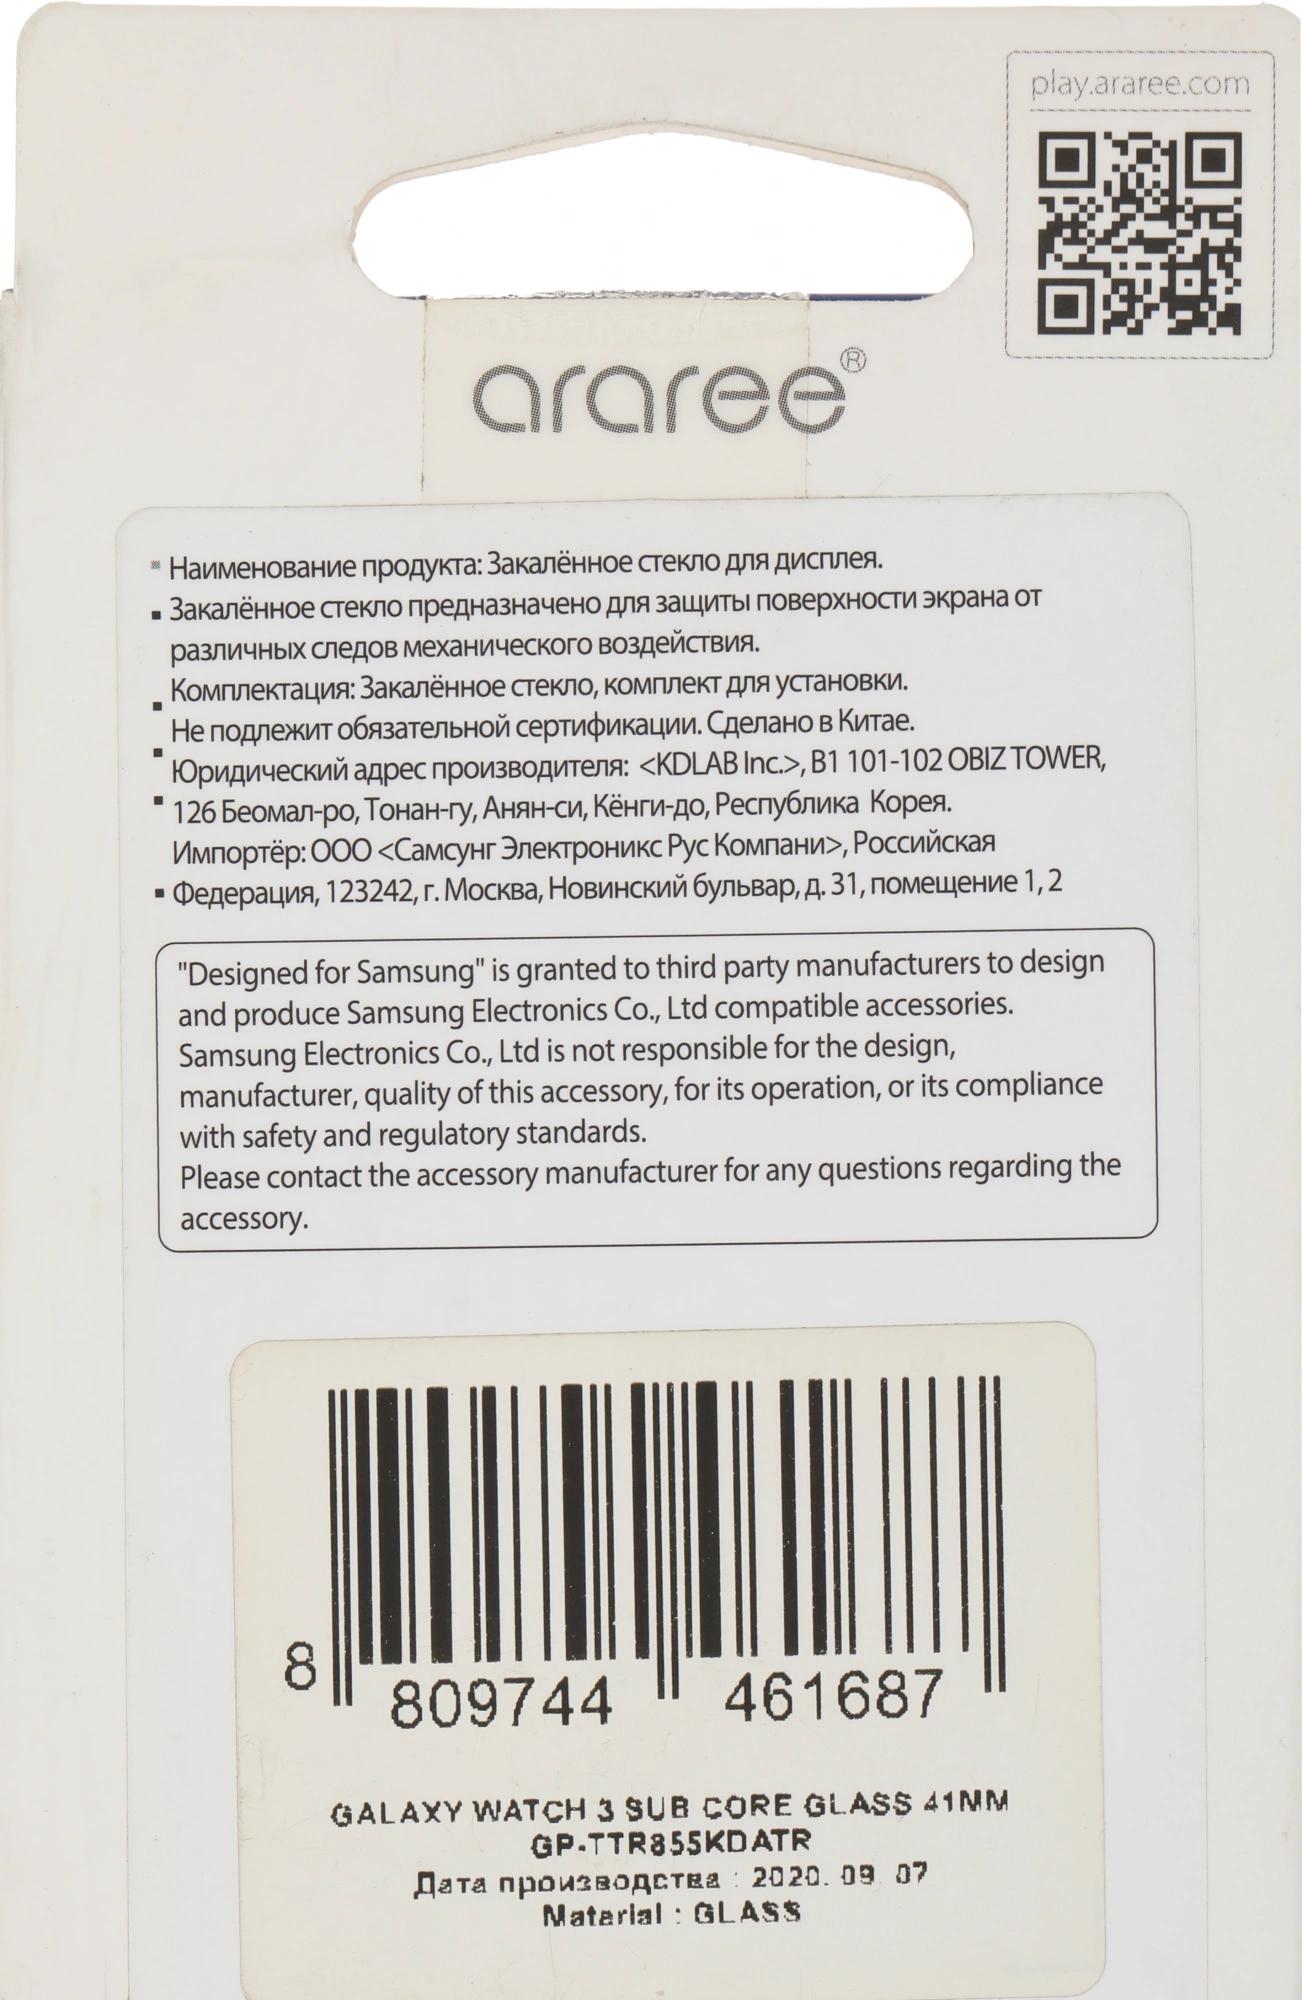 play.araree.com
araree®
▪ Наименование продукта: Закалённое стекло для дисплея.
▪ Закалённое стекло предназначено для защиты поверхности экрана от
различных следов механического воздействия.
▪ Комплектация: Закалённое стекло, комплект для установки.
Не подлежит обязательной сертификации. Сделано в Китае.
▪ Юридический адрес производителя: <KDLAB Inc.>, B1 101-102 OBIZ TOWER,
▪ 126 Беомал-ро, Тонан-гу, Анян-си, Кёнги-до, Республика Корея.
Импортёр: ООО <Самсунг Электроникс Рус Компани>, Российская
▪ Федерация, 123242, г. Москва, Новинский бульвар, д. 31, помещение 1, 2
"Designed for Samsung" is granted to third party manufacturers to design
and produce Samsung Electronics Co., Ltd compatible accessories.
Samsung Electronics Co., Ltd is not responsible for the design,
manufacturer, quality of this accessory, for its operation, or its compliance
with safety and regulatory standards.
Please contact the accessory manufacturer for any questions regarding the
accessory.
8 809744 461687
GALAXY WATCH 3 SUB CORE GLASS 41MM
GP-TTR855KDATR
Дата производства : 2020. 09. 07
Material : GLASS